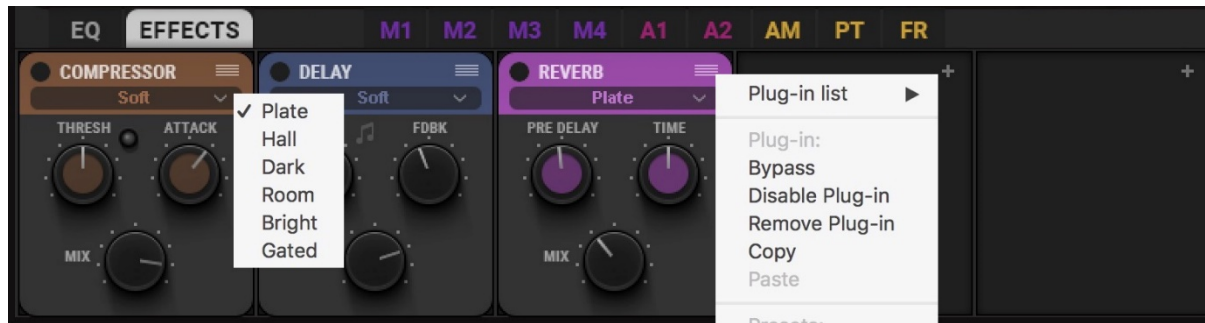 EQ EFFECTS M1 M2 M3 M4 A1 A2 AM PT FR
COMPRESSOR DELAY REVERB
Soft Soft Plate
THRESH ATTACK FDBK PRE DELAY TIME
MIX MIX
✓ Plate
Hall
Dark
Room
Bright
Gated
Plug-in list ▶
Plug-in:
Bypass
Disable Plug-in
Remove Plug-in
Copy
Paste